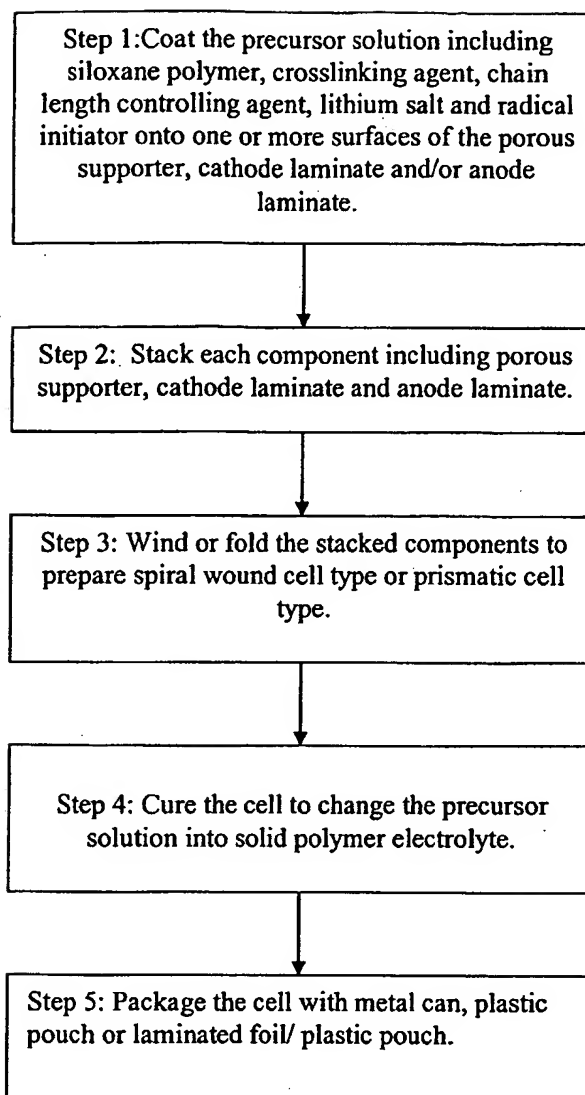 Step 1:Coat the precursor solution including
siloxane polymer, crosslinking agent, chain
length controlling agent, lithium salt and radical
initiator onto one or more surfaces of the porous
supporter, cathode laminate and/or anode
laminate.
Step 2: Stack each component including porous
supporter, cathode laminate and anode laminate.
Step 3: Wind or fold the stacked components to
prepare spiral wound cell type or prismatic cell
type.
Step 4: Cure the cell to change the precursor
solution into solid polymer electrolyte.
Step 5: Package the cell with metal can, plastic
pouch or laminated foil/ plastic pouch.